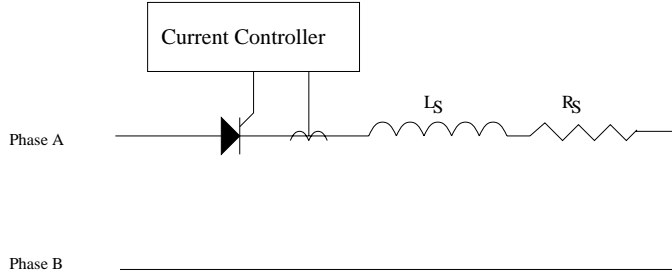 Current Controller
LS
RS
Phase A
Phase B